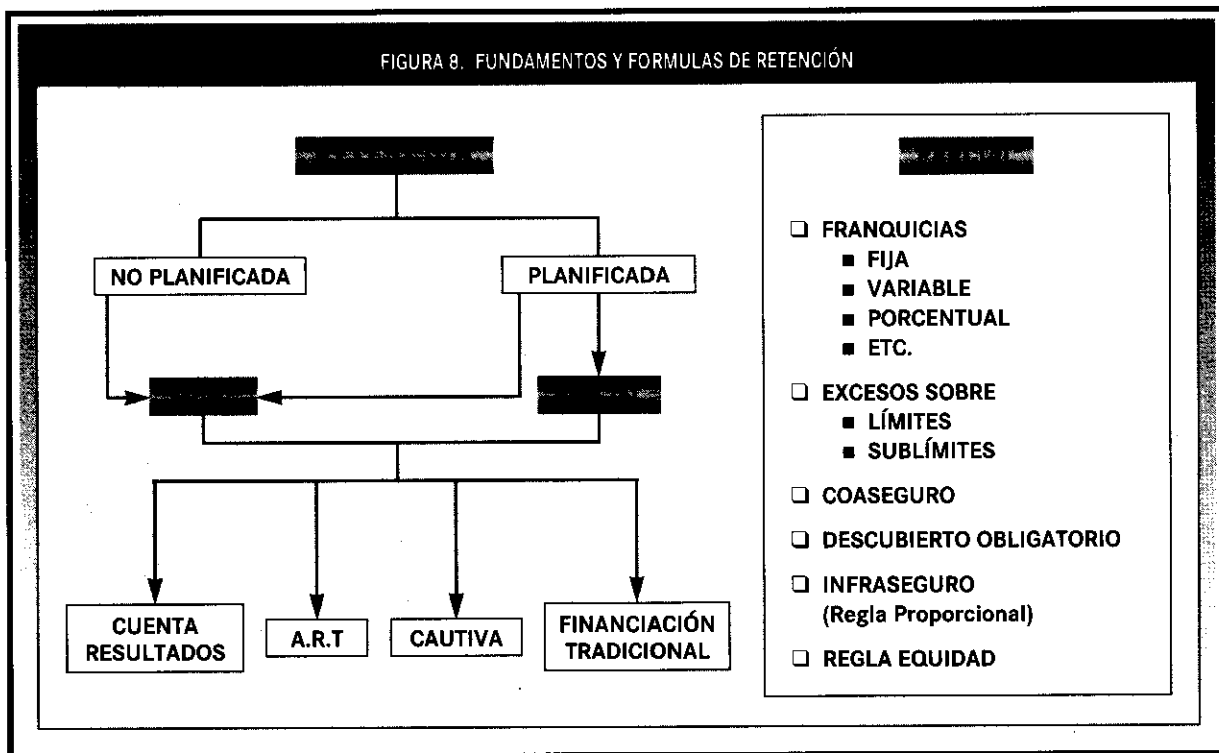 FIGURA 8. FUNDAMENTOS Y FORMULAS DE RETENCIÓN
NO PLANIFICADA
PLANIFICADA
CUENTA
RESULTADOS
A.R.T
CAUTIVA
FINANCIACIÓN
TRADICIONAL
❑ FRANQUICIAS
■ FIJA
■ VARIABLE
■ PORCENTUAL
■ ETC.
❑ EXCESOS SOBRE
■ LÍMITES
■ SUBLÍMITES
❑ COASEGURO
❑ DESCUBIERTO OBLIGATORIO
❑ INFRASEGURO
(Regla Proporcional)
❑ REGLA EQUIDAD